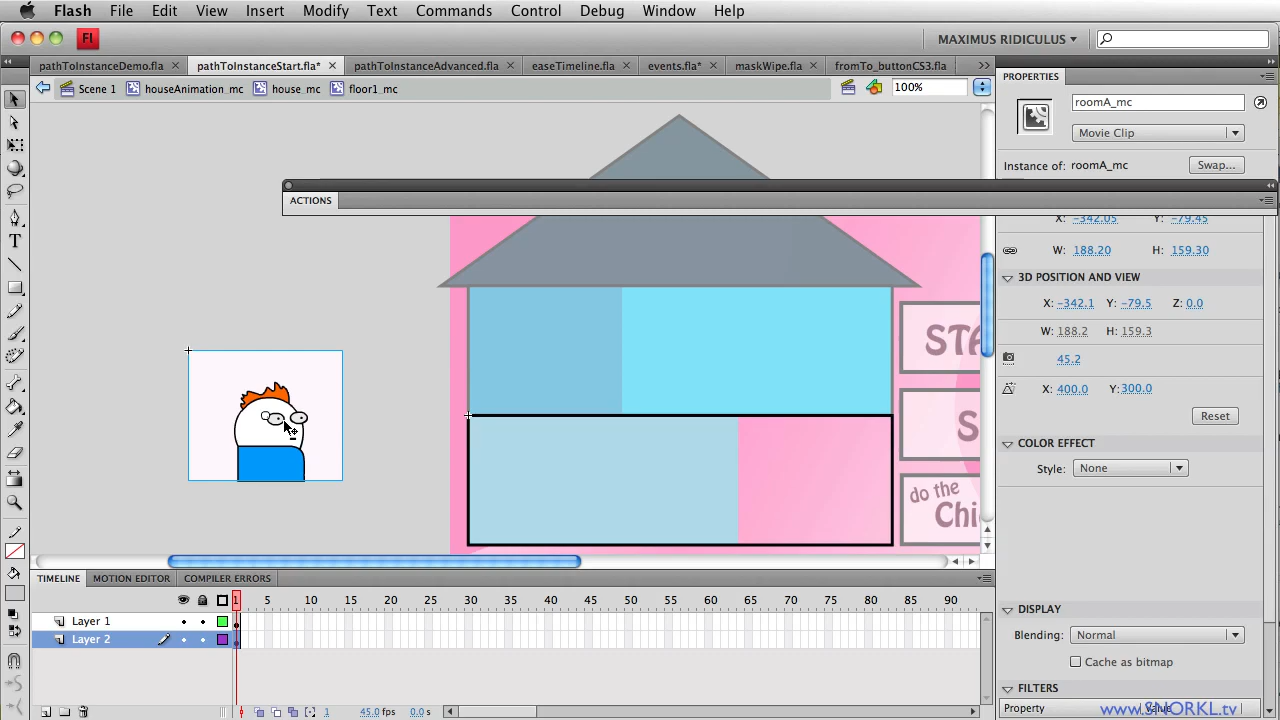 Flash File Edit View Insert Modify Text Commands Control Debug Window Help
Fl MAXIMUS RIDICULUS
pathToInstanceDemo.fla pathToInstanceStart.fla* pathToInstanceAdvanced.fla easeTimeline.fla events.fla* maskWipe.fla fromTo_buttonCS3.fla
PROPERTIES
Scene 1 houseAnimation_mc house_mc floor1_mc 100%
roomA_mc
Movie Clip
Instance of: roomA_mc Swap...
ACTIONS
X: -342.05 Y: -79.45
W: 188.20 H: 159.30
3D POSITION AND VIEW
X: -342.1 Y: -79.5 Z: 0.0
W: 188.2 H: 159.3
45.2
X: 400.0 Y: 300.0
Reset
COLOR EFFECT
Style: None
STA
S
do the
Chi
TIMELINE MOTION EDITOR COMPILER ERRORS
1 5 10 15 20 25 30 35 40 45 50 55 60 65 70 75 80 85 90
Layer 1
Layer 2
DISPLAY
Blending: Normal
Cache as bitmap
FILTERS
Property Value
1 45.0 fps 0.0 s
www.SNORKL.tv